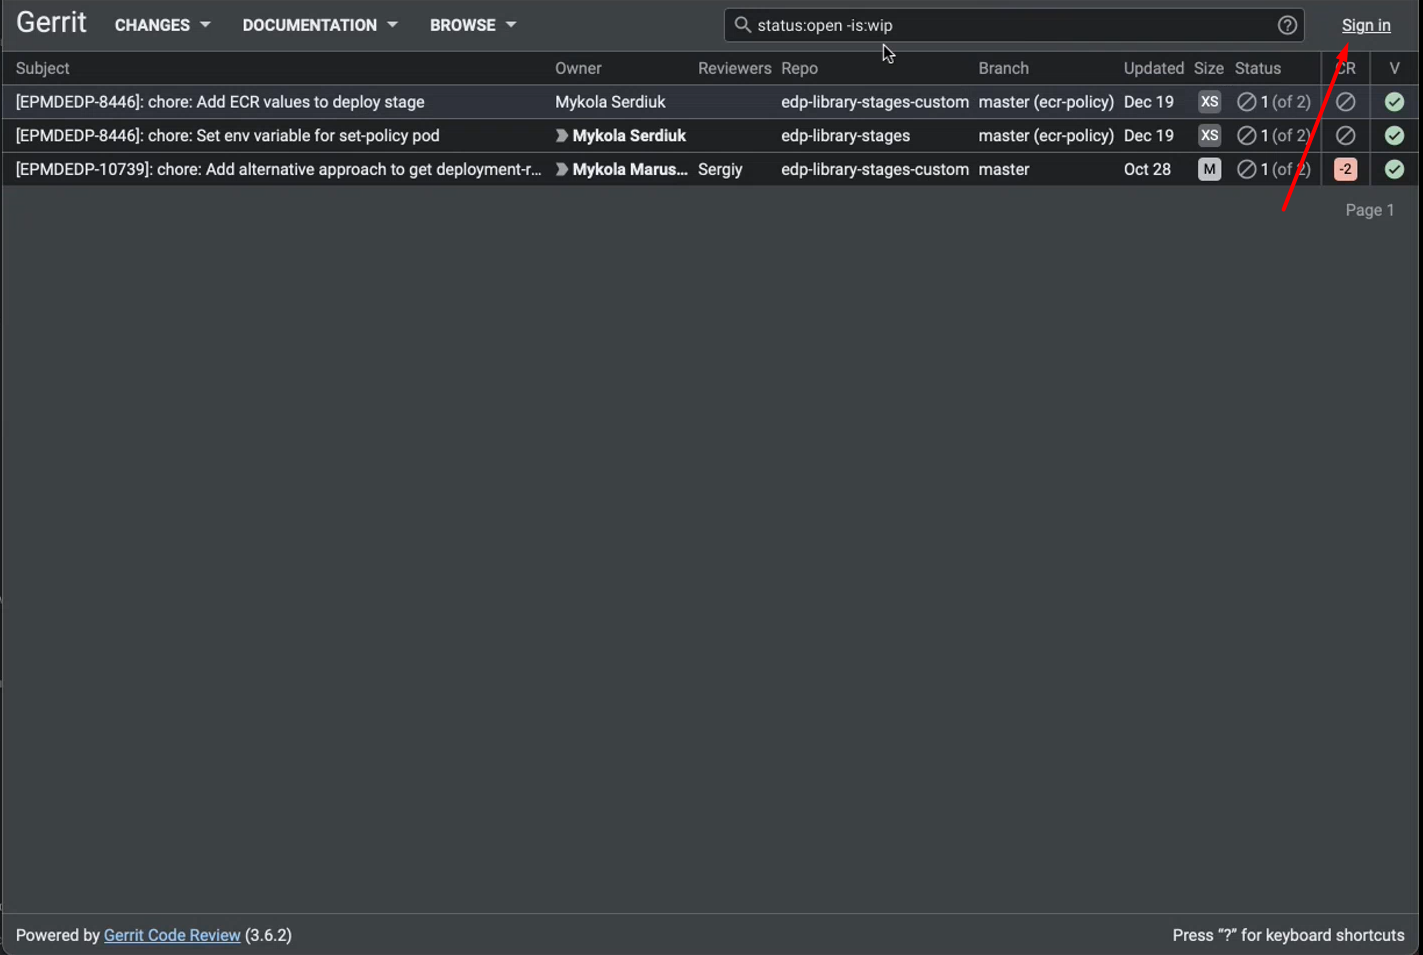 Gerrit CHANGES DOCUMENTATION BROWSE status:open -is:wip Sign in
Subject Owner Reviewers Repo Branch Updated Size Status CR V
[EPMDEDP-8446]: chore: Add ECR values to deploy stage Mykola Serdiuk edp-library-stages-custom master (ecr-policy) Dec 19 XS 1 (of 2)
[EPMDEDP-8446]: chore: Set env variable for set-policy pod Mykola Serdiuk edp-library-stages master (ecr-policy) Dec 19 XS 1 (of 2)
[EPMDEDP-10739]: chore: Add alternative approach to get deployment-r... Mykola Marus... Sergiy edp-library-stages-custom master Oct 28 M 1 (of 2) -2
Page 1
Powered by Gerrit Code Review (3.6.2) Press “?” for keyboard shortcuts